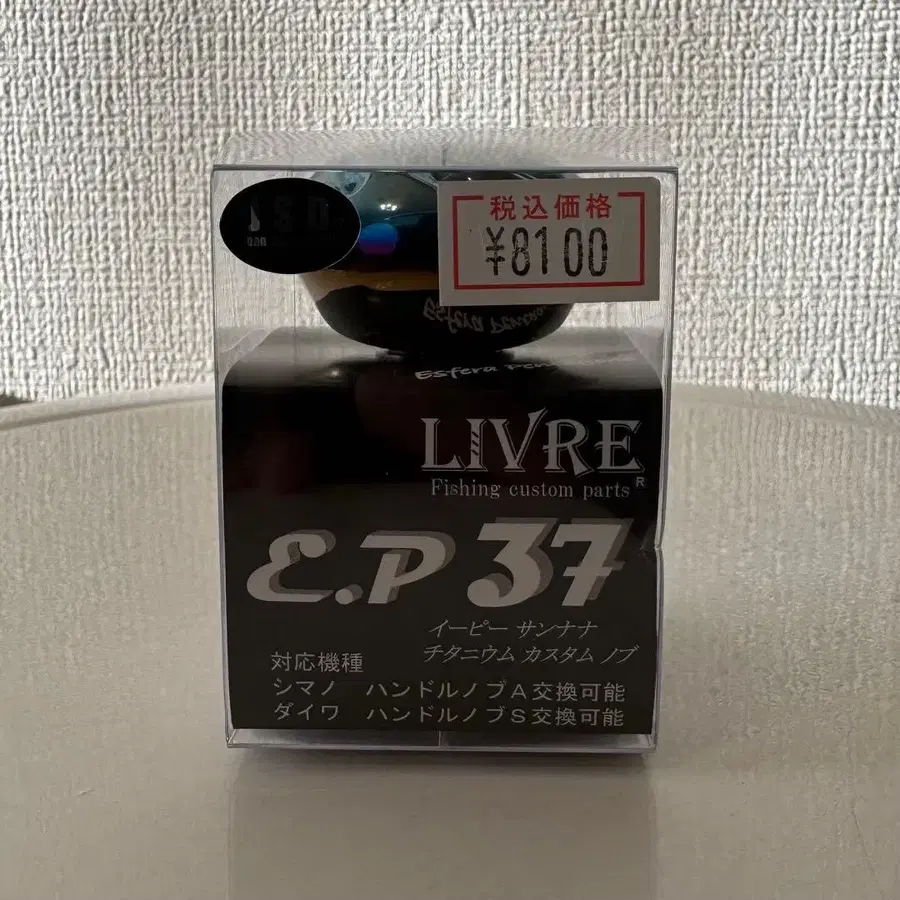 税込価格
¥8100
Esfera
LIVRE
Fishing custom parts R
E.P 37
イーピー サンナナ
チタニウム カスタム ノブ
対応機種
シマノ ハンドルノブA交換可能
ダイワ ハンドルノブS交換可能